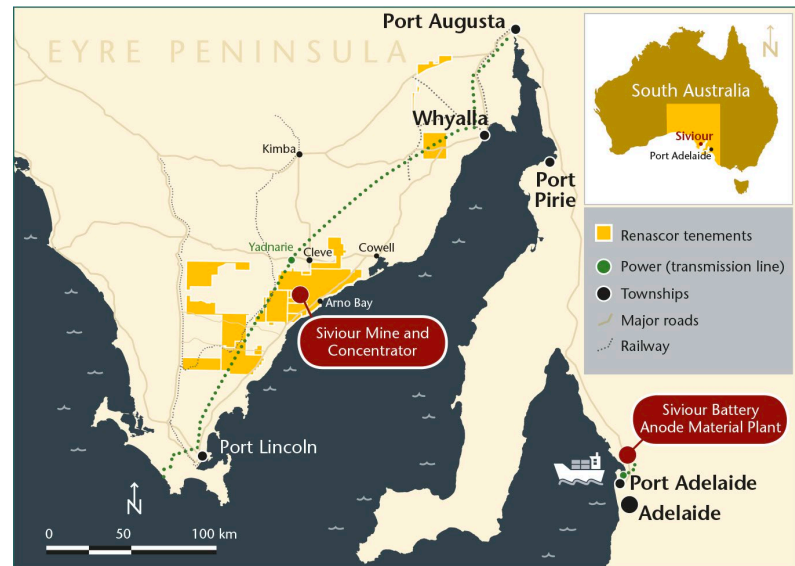 EYRE PENINSULA
Port Augusta
Whyalla
Kimba
Port
Pirie
Yadnarie
Cleve
Cowell
Arno Bay
Siviour Mine and
Concentrator
Port Lincoln
N
0 50 100 km
N
South Australia
Siviour
Port Adelaide
Renascor tenements
Power (transmission line)
Townships
Major roads
Railway
Siviour Battery
Anode Material Plant
Port Adelaide
Adelaide